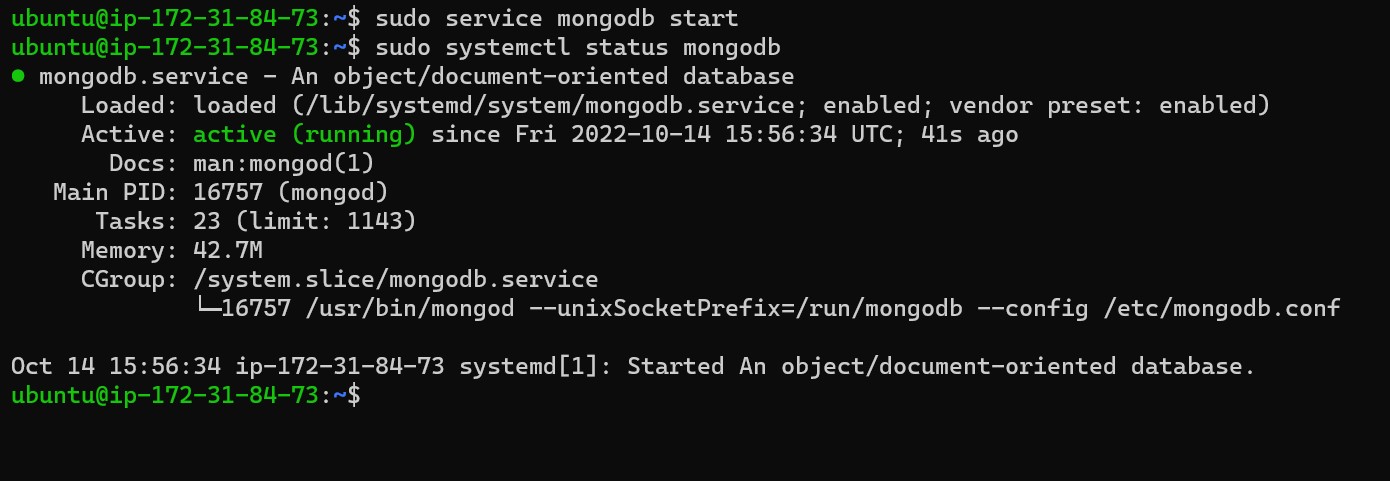 ubuntu@ip-172-31-84-73:~$ sudo service mongodb start
ubuntu@ip-172-31-84-73:~$ sudo systemctl status mongodb
● mongodb.service - An object/document-oriented database
     Loaded: loaded (/lib/systemd/system/mongodb.service; enabled; vendor preset: enabled)
     Active: active (running) since Fri 2022-10-14 15:56:34 UTC; 41s ago
       Docs: man:mongod(1)
   Main PID: 16757 (mongod)
      Tasks: 23 (limit: 1143)
     Memory: 42.7M
     CGroup: /system.slice/mongodb.service
             └─16757 /usr/bin/mongod --unixSocketPrefix=/run/mongodb --config /etc/mongodb.conf

Oct 14 15:56:34 ip-172-31-84-73 systemd[1]: Started An object/document-oriented database.
ubuntu@ip-172-31-84-73:~$